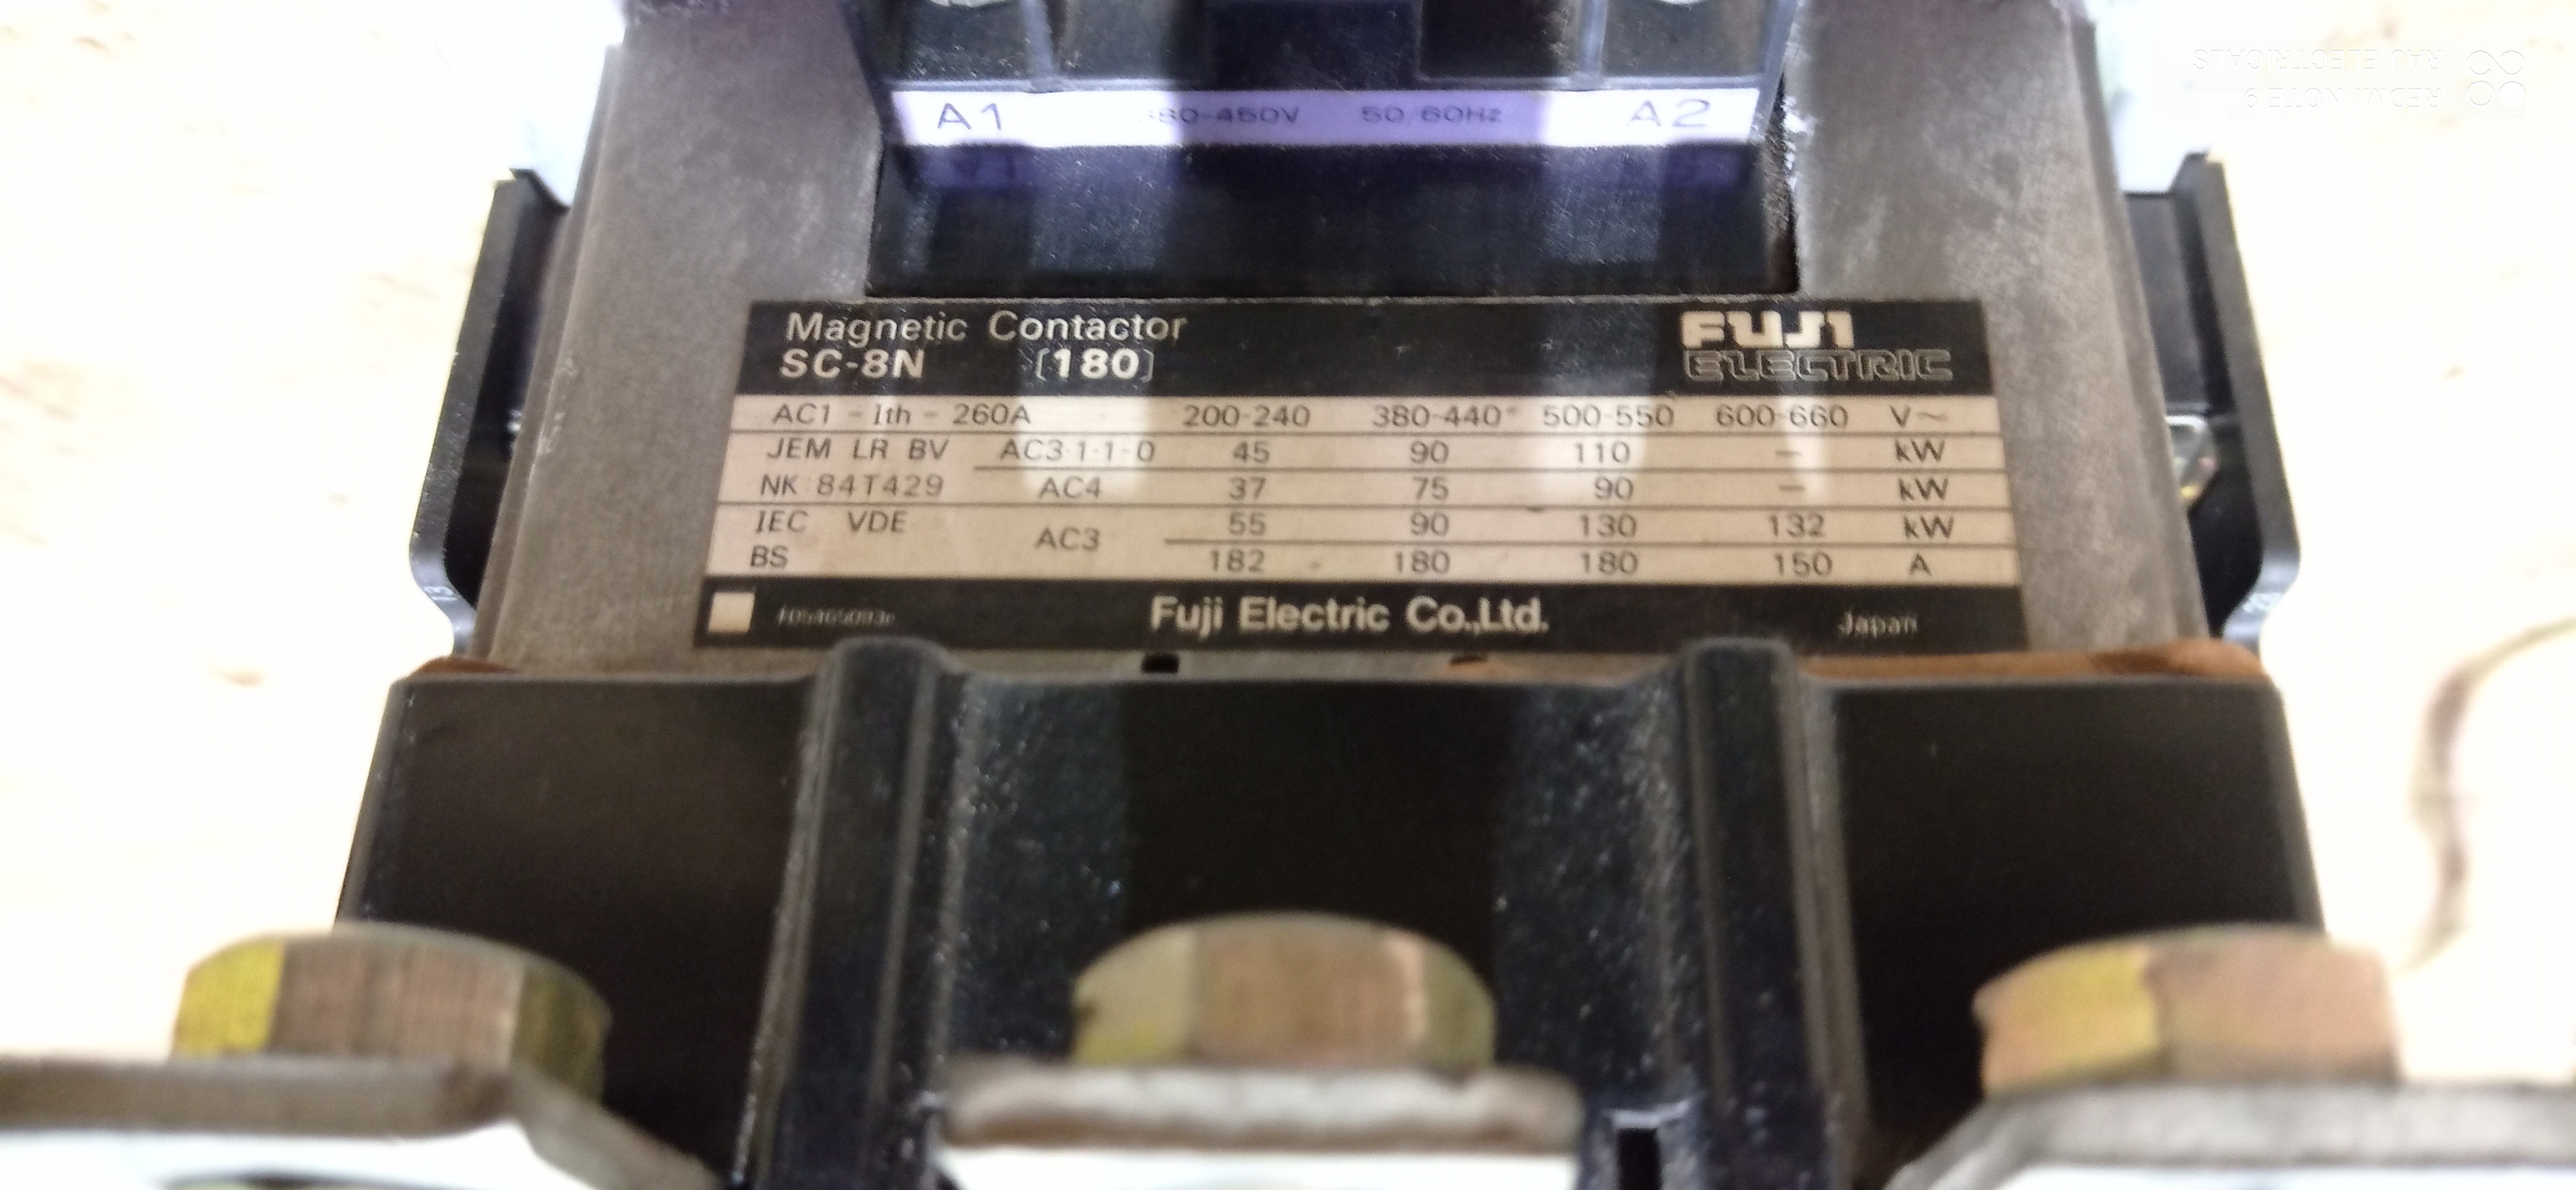 A1 380-450V 50/60Hz A2
Magnetic Contactor
SC-8N [180]
FUJI
ELECTRIC
AC1 - Ith - 260A 200-240 380-440 500-550 600-660 V~
JEM LR BV AC3·1-1-0 45 90 110 — kW
NK 84T429 AC4 37 75 90 — kW
IEC VDE AC3 55 90 130 132 kW
BS 182 180 180 150 A
Fuji Electric Co.,Ltd. Japan
REDMI NOTE 9
RAJ ELECTRICALS